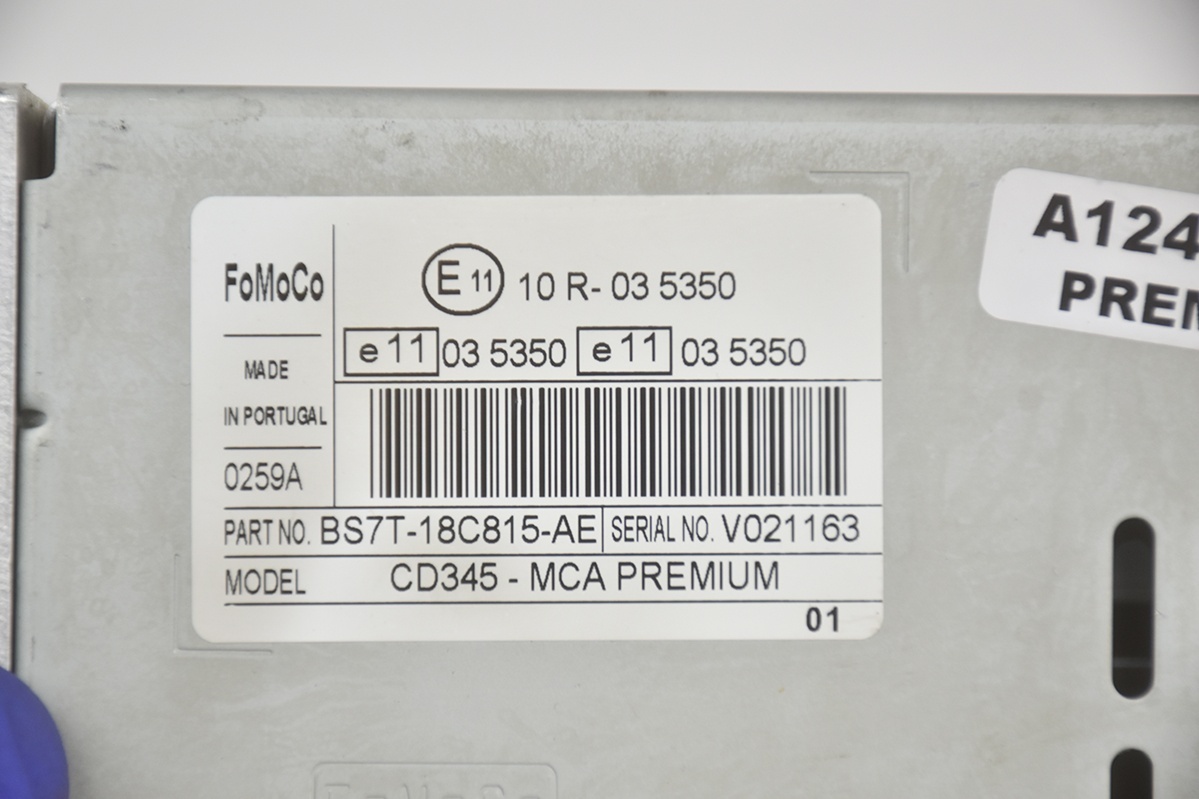 FoMoCo
MADE
IN PORTUGAL
0259A
E 11 10 R- 03 5350
e 11 03 5350 e 11 03 5350
PART NO. BS7T-18C815-AE SERIAL NO. V021163
MODEL CD345 - MCA PREMIUM
01
A124
PREM
FoMoCo